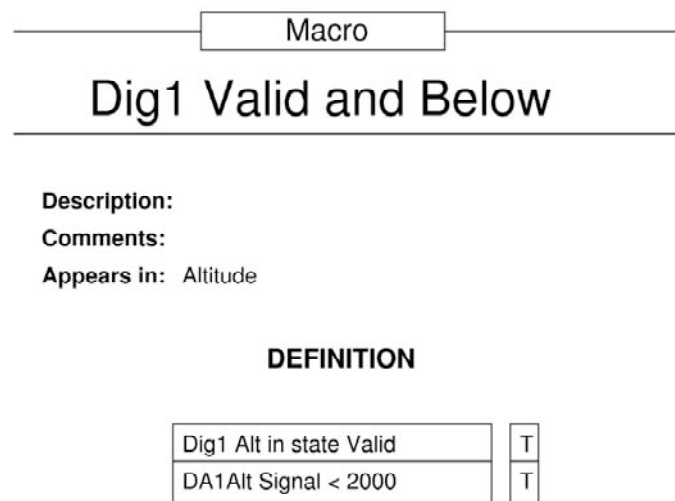 Macro
Dig1 Valid and Below
Description:
Comments:
Appears in: Altitude
DEFINITION
Dig1 Alt in state Valid T
DA1Alt Signal < 2000 T